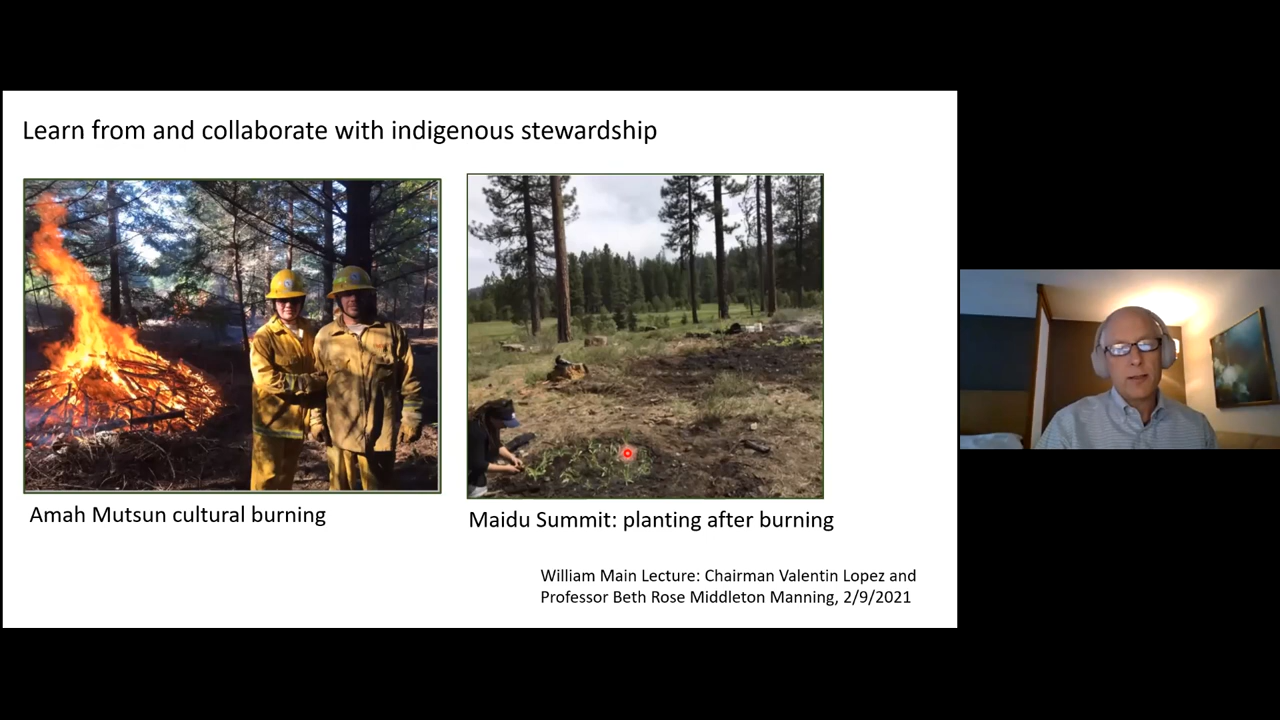 Learn from and collaborate with indigenous stewardship
Amah Mutsun cultural burning
Maidu Summit: planting after burning
William Main Lecture: Chairman Valentin Lopez and
Professor Beth Rose Middleton Manning, 2/9/2021